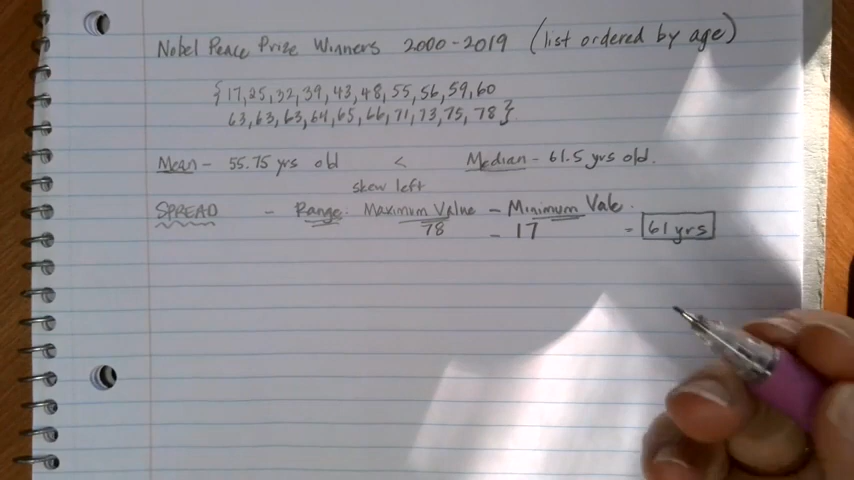 Nobel Peace Prize Winners 2000-2019 (list ordered by age)
{17,25,32,39,43,48,55,56,59,60
63,63,63,64,65,66,71,73,75,78}
Mean - 55.75 yrs old < Median - 61.5 yrs old.
skew left
SPREAD - Range: Maximum Value - Minimum Vale.
78 - 17 = 61 yrs